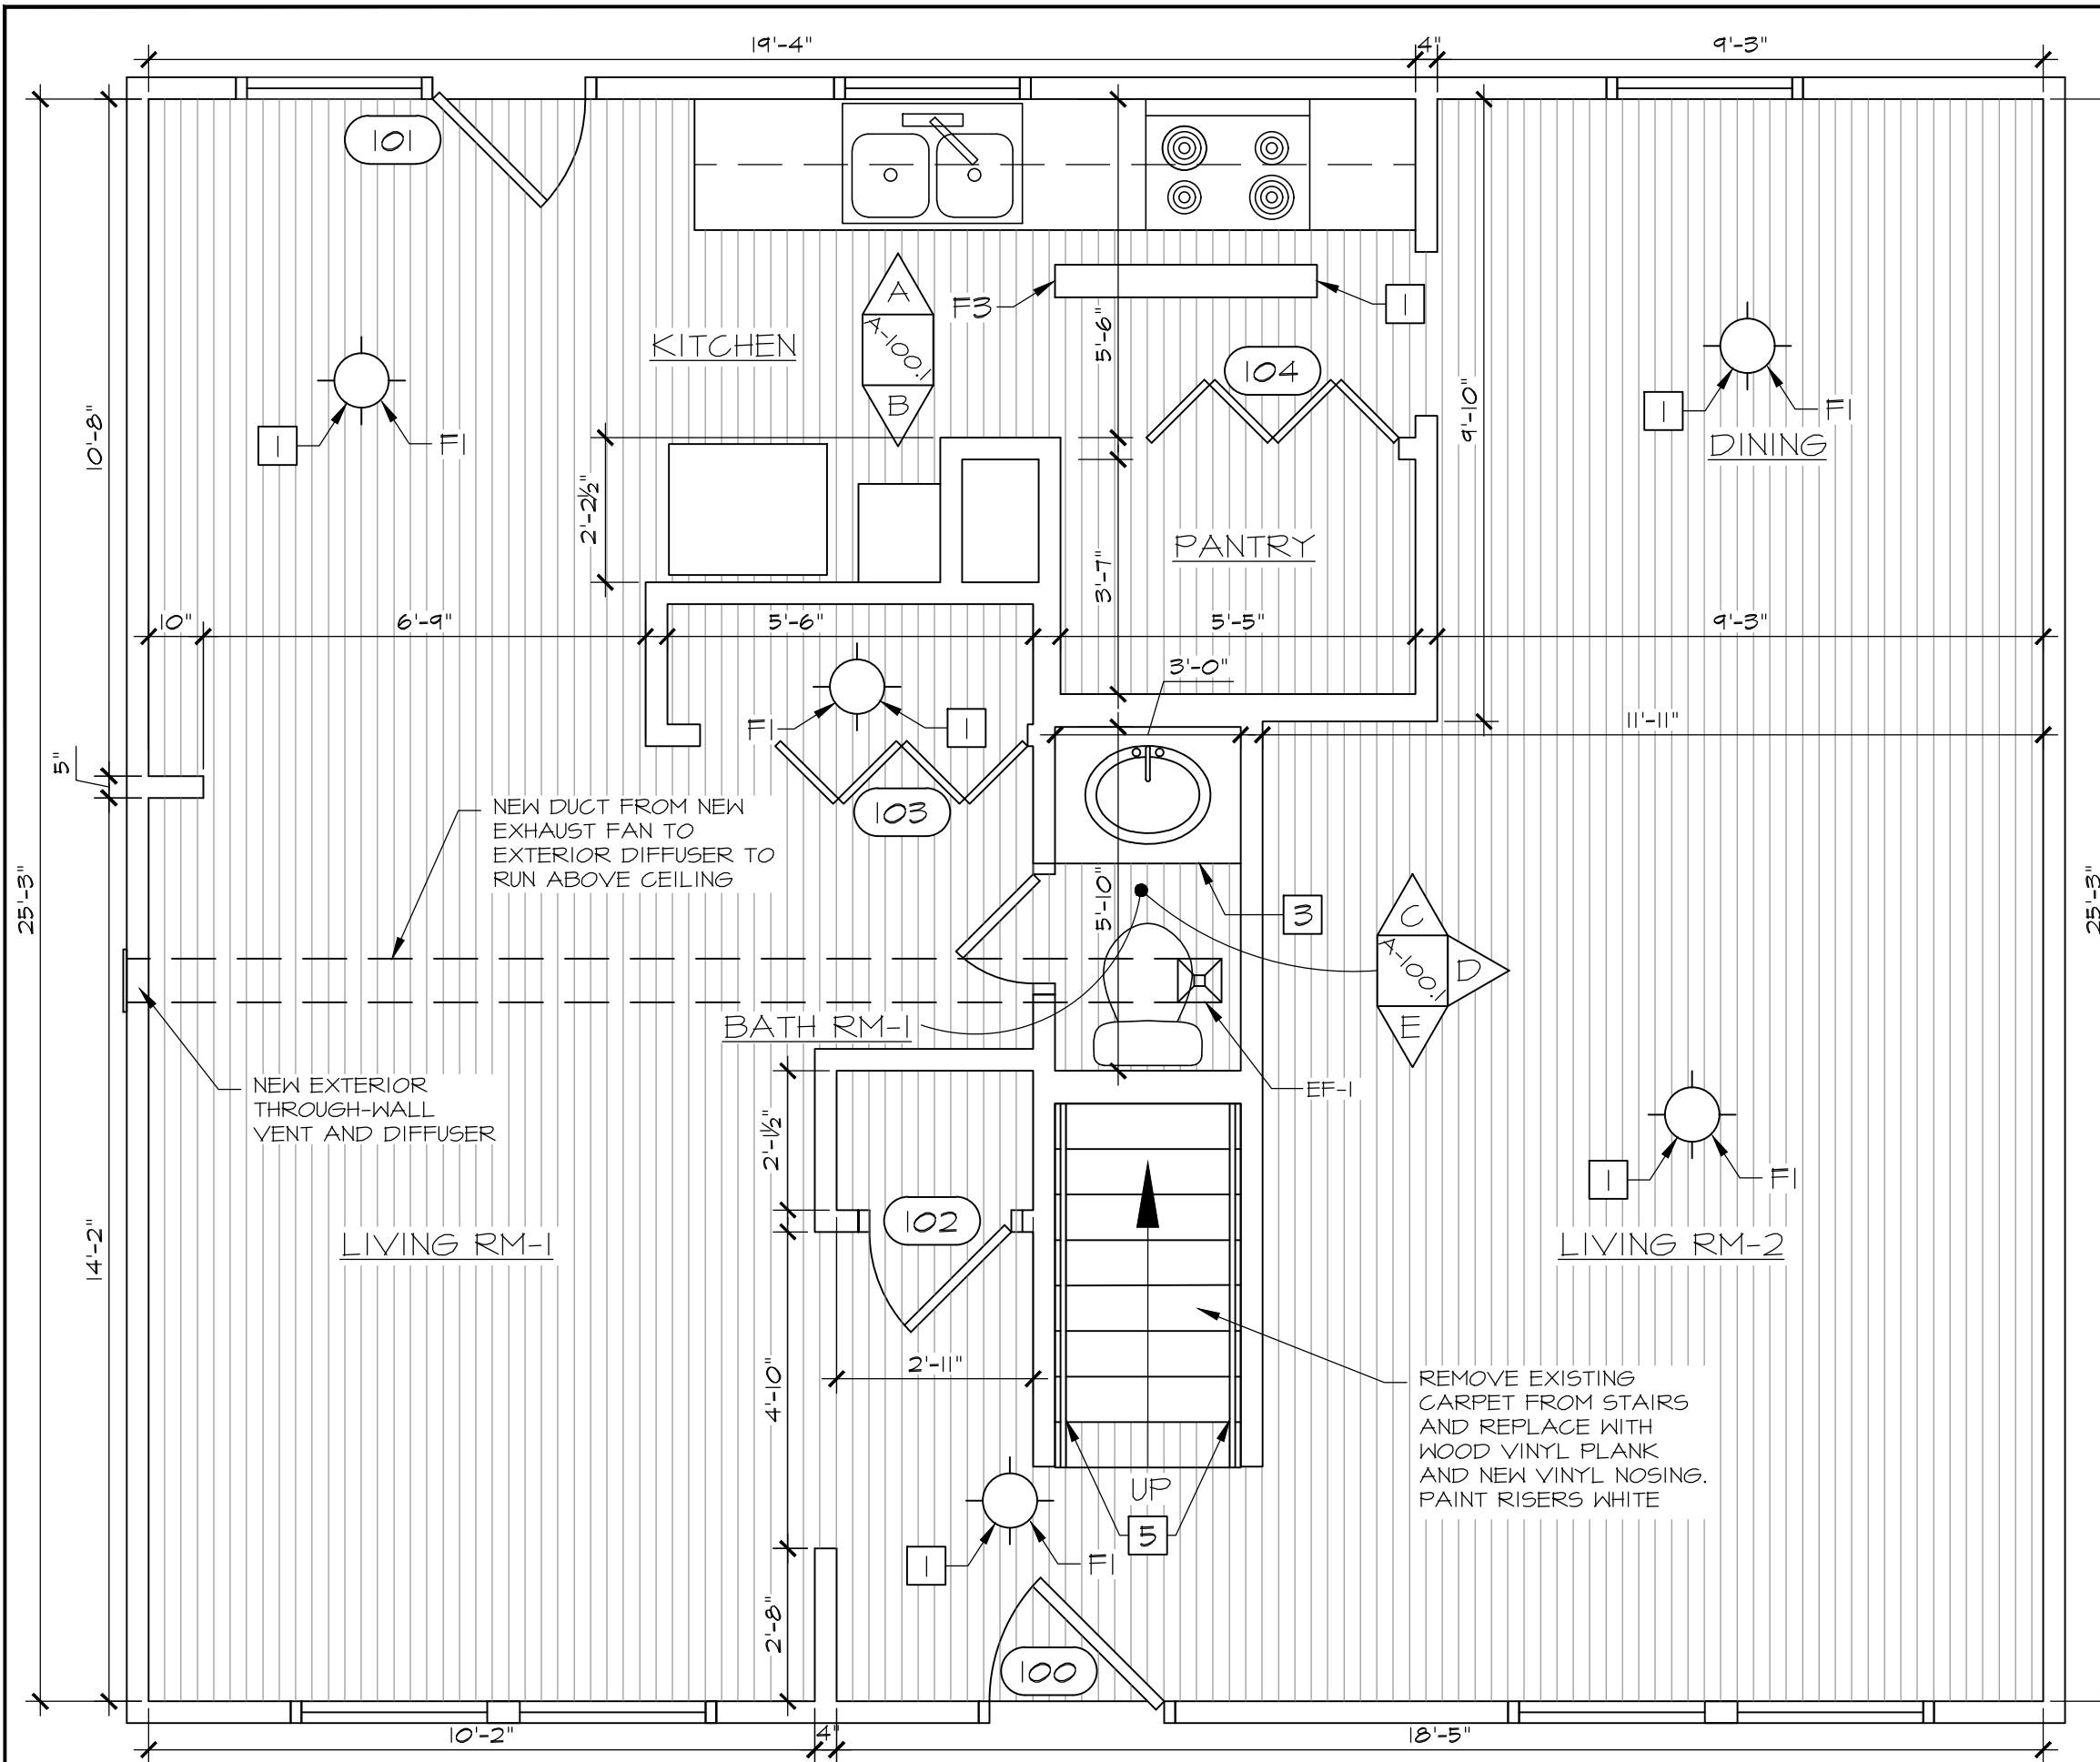 19'-4"
4"
9'-3"
101
A
A-100.1
B
F3
1
KITCHEN
5'-6"
104
1
F1
1
F1
DINING
10'-8"
9'-10"
2'-2½"
PANTRY
3'-7"
10"
6'-9"
5'-6"
5'-5"
9'-3"
3'-0"
F1
1
11'-11"
5"
NEW DUCT FROM NEW
EXHAUST FAN TO
EXTERIOR DIFFUSER TO
RUN ABOVE CEILING
103
25'-3"
5'-10"
3
C
A-100.1
D
E
25'-3"
BATH RM-1
NEW EXTERIOR
THROUGH-WALL
VENT AND DIFFUSER
EF-1
2'-1½"
1
F1
102
LIVING RM-1
14'-2"
LIVING RM-2
2'-11"
4'-10"
REMOVE EXISTING
CARPET FROM STAIRS
AND REPLACE WITH
WOOD VINYL PLANK
AND NEW VINYL NOSING.
PAINT RISERS WHITE
UP
5
1
F1
2'-8"
100
10'-2"
4"
18'-5"